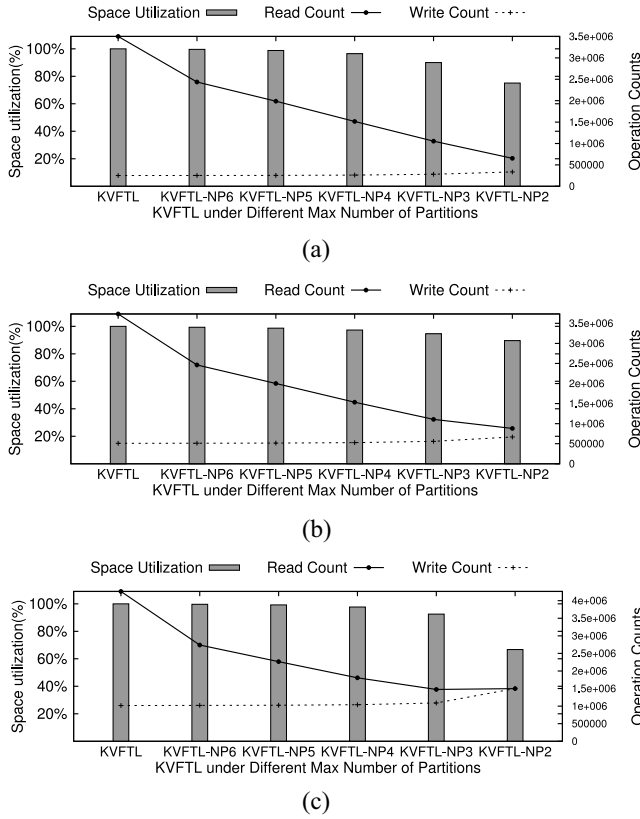 Space Utilization Read Count Write Count
100%
80%
60%
40%
20%
Space utilization(%)
3.5e+006
3e+006
2.5e+006
2e+006
1.5e+006
1e+006
500000
0
Operation Counts
KVFTL KVFTL-NP6 KVFTL-NP5 KVFTL-NP4 KVFTL-NP3 KVFTL-NP2
KVFTL under Different Max Number of Partitions
(a)
Space Utilization Read Count Write Count
100%
80%
60%
40%
20%
Space utilization(%)
3.5e+006
3e+006
2.5e+006
2e+006
1.5e+006
1e+006
500000
0
Operation Counts
KVFTL KVFTL-NP6 KVFTL-NP5 KVFTL-NP4 KVFTL-NP3 KVFTL-NP2
KVFTL under Different Max Number of Partitions
(b)
Space Utilization Read Count Write Count
100%
80%
60%
40%
20%
Space utilization(%)
4e+006
3.5e+006
3e+006
2.5e+006
2e+006
1.5e+006
1e+006
500000
0
Operation Counts
KVFTL KVFTL-NP6 KVFTL-NP5 KVFTL-NP4 KVFTL-NP3 KVFTL-NP2
KVFTL under Different Max Number of Partitions
(c)